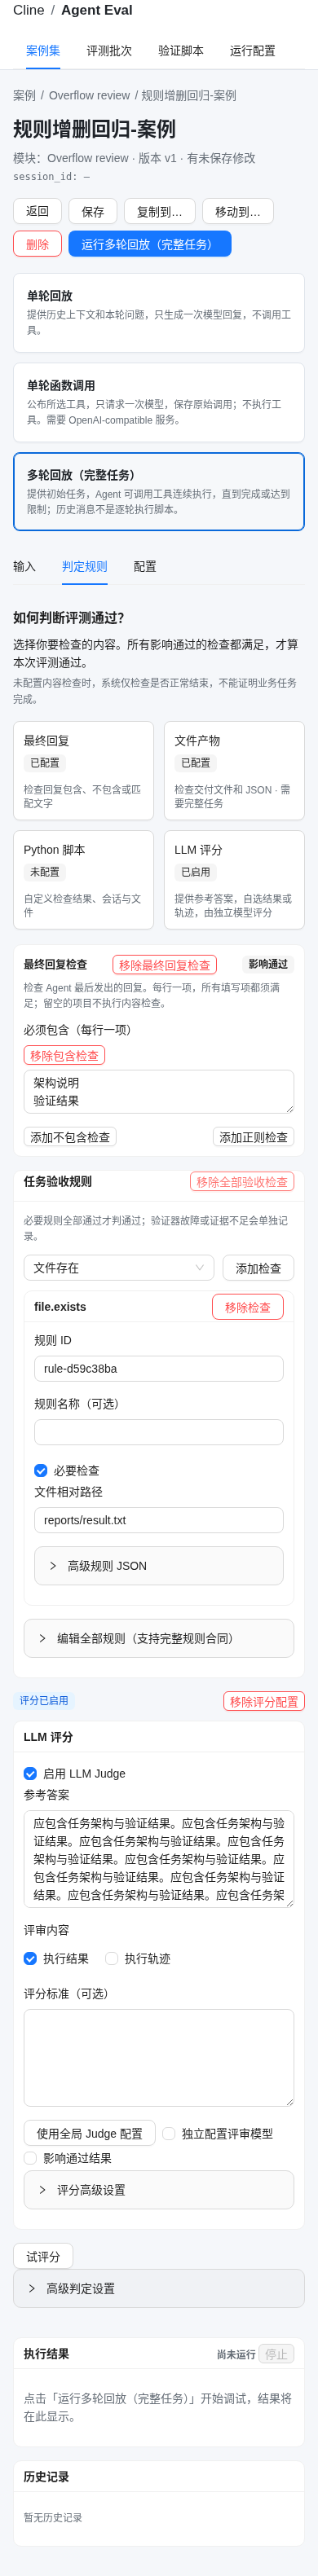 Cline / Agent Eval
案例集 评测批次 验证脚本 运行配置
案例 / Overflow review / 规则增删回归-案例
规则增删回归-案例
模块：Overflow review · 版本 v1 · 有未保存修改
session_id: —
返回 保存 复制到… 移动到…
删除 运行多轮回放（完整任务）
单轮回放
提供历史上下文和本轮问题，只生成一次模型回复，不调用工
具。
单轮函数调用
公布所选工具，只请求一次模型，保存原始调用；不执行工
具。需要 OpenAI-compatible 服务。
多轮回放（完整任务）
提供初始任务，Agent 可调用工具连续执行，直到完成或达到
限制；历史消息不是逐轮执行脚本。
输入 判定规则 配置
如何判断评测通过？
选择你要检查的内容。所有影响通过的检查都满足，才算
本次评测通过。
未配置内容检查时，系统仅检查是否正常结束，不能证明业务任务
完成。
最终回复
已配置
检查回复包含、不包含或匹
配文字
文件产物
已配置
检查交付文件和 JSON · 需
要完整任务
Python 脚本
未配置
自定义检查结果、会话与文
件
LLM 评分
已启用
提供参考答案，自选结果或
轨迹，由独立模型评分
最终回复检查 移除最终回复检查 影响通过
检查 Agent 最后发出的回复。每行一项，所有填写项都须满
足；留空的项目不执行内容检查。
必须包含（每行一项）
移除包含检查
架构说明
验证结果
添加不包含检查 添加正则检查
任务验收规则 移除全部验收检查
必要规则全部通过才判通过；验证器故障或证据不足会单独记
录。
文件存在 添加检查
file.exists 移除检查
规则 ID
rule-d59c38ba
规则名称（可选）
必要检查
文件相对路径
reports/result.txt
高级规则 JSON
编辑全部规则（支持完整规则合同）
评分已启用 移除评分配置
LLM 评分
启用 LLM Judge
参考答案
应包含任务架构与验证结果。应包含任务架构与验
证结果。应包含任务架构与验证结果。应包含任务
架构与验证结果。应包含任务架构与验证结果。应
包含任务架构与验证结果。应包含任务架构与验证
结果。应包含任务架构与验证结果。应包含任务架
评审内容
执行结果 执行轨迹
评分标准（可选）
使用全局 Judge 配置 独立配置评审模型
影响通过结果
评分高级设置
试评分
高级判定设置
执行结果 尚未运行 停止
点击「运行多轮回放（完整任务）」开始调试，结果将
在此显示。
历史记录
暂无历史记录